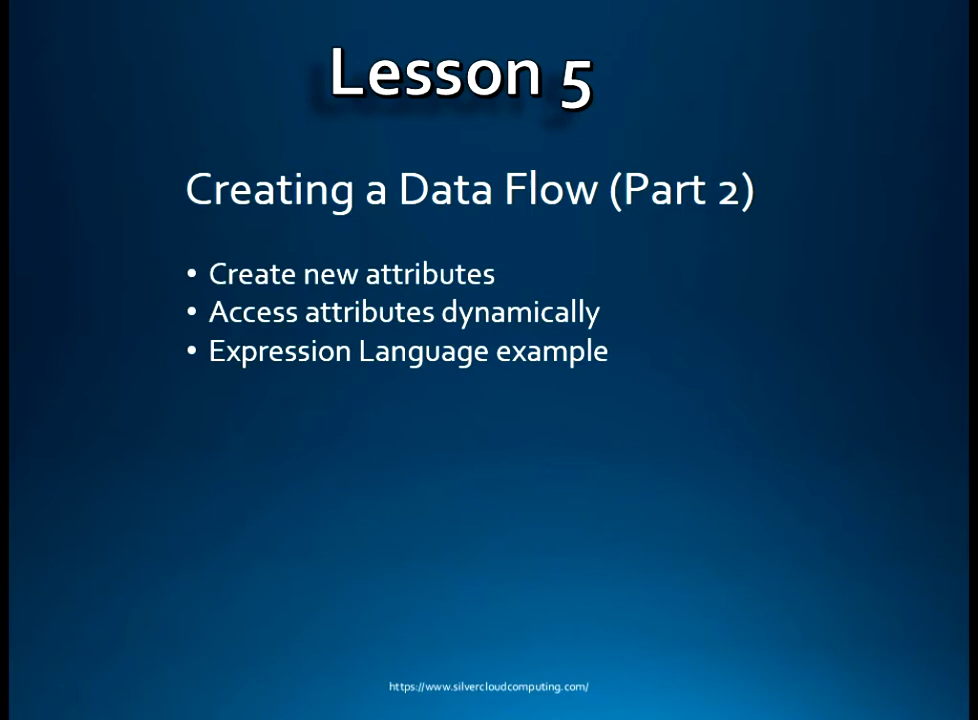 Lesson 5
Creating a Data Flow (Part 2)
• Create new attributes
• Access attributes dynamically
• Expression Language example
https://www.silvercloudcomputing.com/